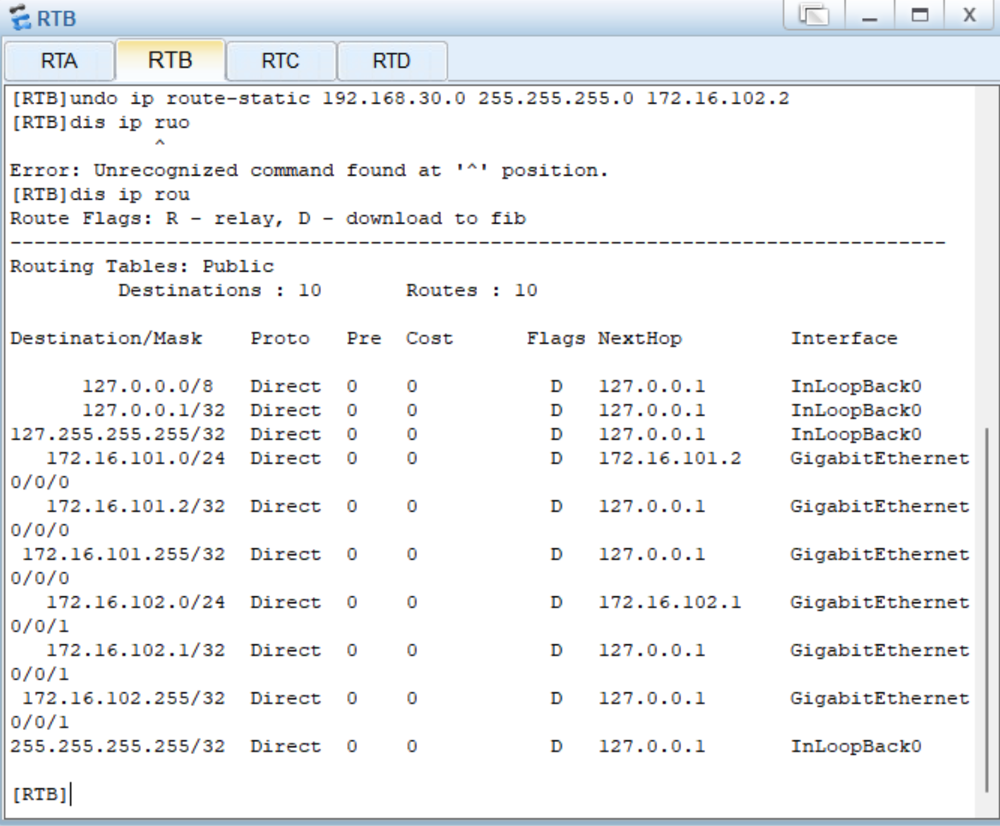 RTB
X
RTA RTB RTC RTD
[RTB]undo ip route-static 192.168.30.0 255.255.255.0 172.16.102.2
[RTB]dis ip ruo
^
Error: Unrecognized command found at '^' position.
[RTB]dis ip rou
Route Flags: R - relay, D - download to fib
------------------------------------------------------------------------------
Routing Tables: Public
Destinations : 10 Routes : 10
Destination/Mask Proto Pre Cost Flags NextHop Interface
127.0.0.0/8 Direct 0 0 D 127.0.0.1 InLoopBack0
127.0.0.1/32 Direct 0 0 D 127.0.0.1 InLoopBack0
127.255.255.255/32 Direct 0 0 D 127.0.0.1 InLoopBack0
172.16.101.0/24 Direct 0 0 D 172.16.101.2 GigabitEthernet
0/0/0
172.16.101.2/32 Direct 0 0 D 127.0.0.1 GigabitEthernet
0/0/0
172.16.101.255/32 Direct 0 0 D 127.0.0.1 GigabitEthernet
0/0/0
172.16.102.0/24 Direct 0 0 D 172.16.102.1 GigabitEthernet
0/0/1
172.16.102.1/32 Direct 0 0 D 127.0.0.1 GigabitEthernet
0/0/1
172.16.102.255/32 Direct 0 0 D 127.0.0.1 GigabitEthernet
0/0/1
255.255.255.255/32 Direct 0 0 D 127.0.0.1 InLoopBack0
[RTB]